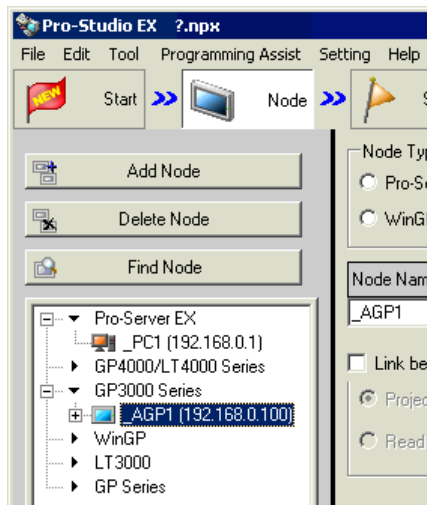 Pro-Studio EX ?.npx
File Edit Tool Programming Assist Setting Help
NEW Start Node
Add Node
Delete Node
Find Node
Pro-Server EX
_PC1 (192.168.0.1)
GP4000/LT4000 Series
GP3000 Series
_AGP1 (192.168.0.100)
WinGP
LT3000
GP Series
Node Ty
Pro-Se
WinG
Node Nam
_AGP1
Link be
Projec
Read